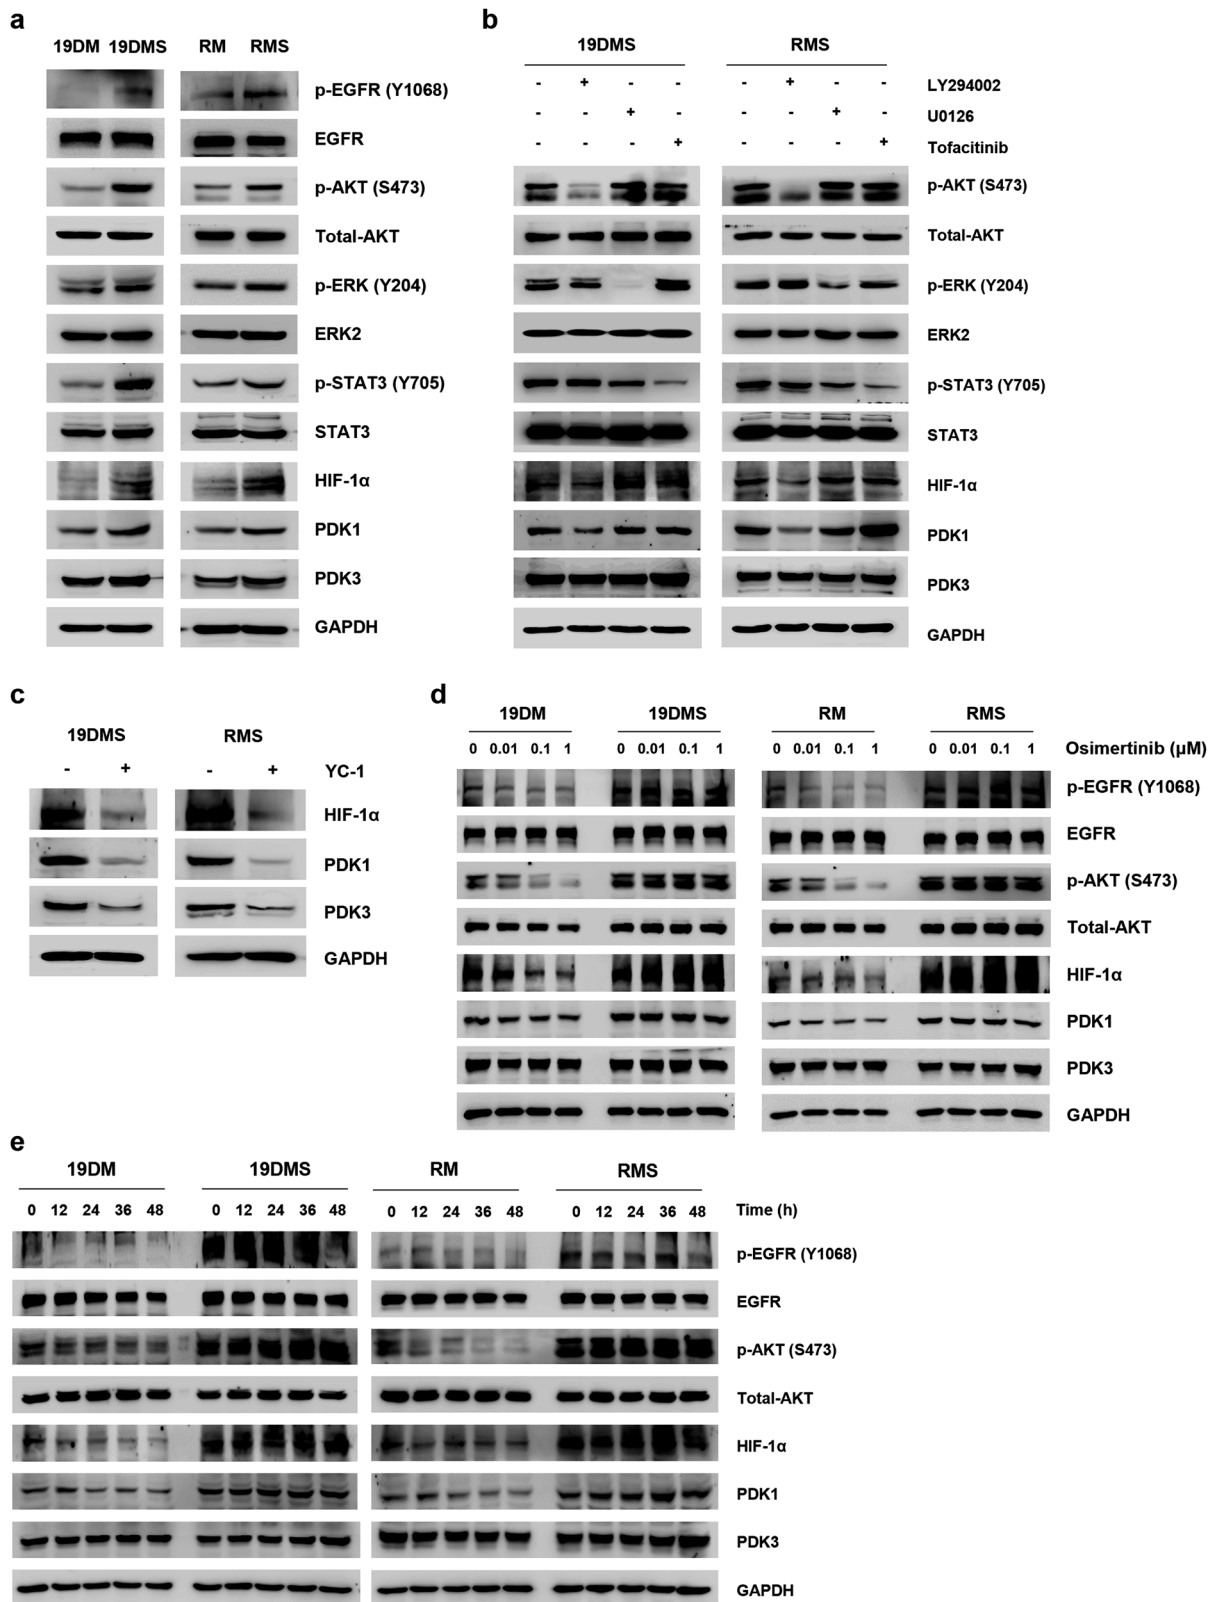 a
19DM 19DMS RM RMS
p-EGFR (Y1068)
EGFR
p-AKT (S473)
Total-AKT
p-ERK (Y204)
ERK2
p-STAT3 (Y705)
STAT3
HIF-1α
PDK1
PDK3
GAPDH
b
19DMS RMS
- + - - - + - - LY294002
- - + - - - + - U0126
- - - + - - - + Tofacitinib
p-AKT (S473)
Total-AKT
p-ERK (Y204)
ERK2
p-STAT3 (Y705)
STAT3
HIF-1α
PDK1
PDK3
GAPDH
c
19DMS RMS
- + - + YC-1
HIF-1α
PDK1
PDK3
GAPDH
d
19DM 19DMS RM RMS
0 0.01 0.1 1 0 0.01 0.1 1 0 0.01 0.1 1 0 0.01 0.1 1 Osimertinib (μM)
p-EGFR (Y1068)
EGFR
p-AKT (S473)
Total-AKT
HIF-1α
PDK1
PDK3
GAPDH
e
19DM 19DMS RM RMS
0 12 24 36 48 0 12 24 36 48 0 12 24 36 48 0 12 24 36 48 Time (h)
p-EGFR (Y1068)
EGFR
p-AKT (S473)
Total-AKT
HIF-1α
PDK1
PDK3
GAPDH